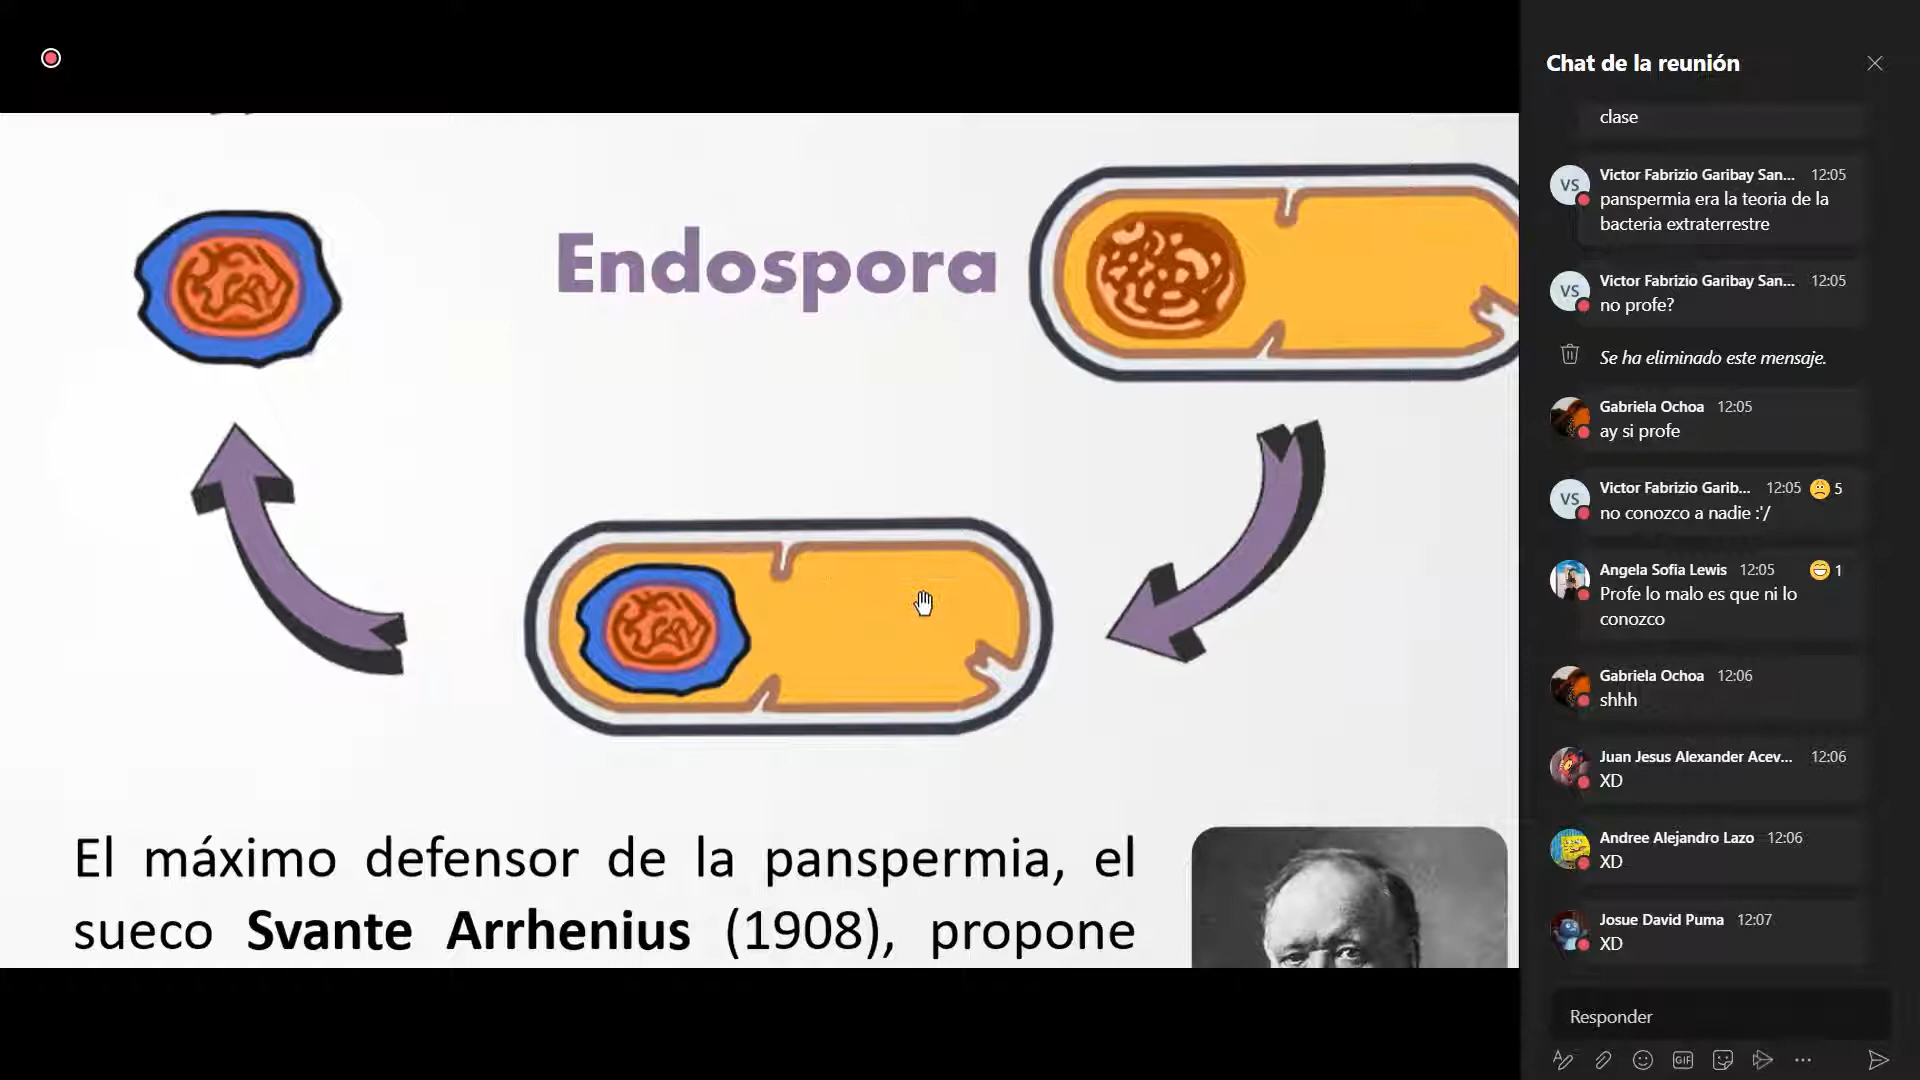 Endospora
El máximo defensor de la panspermia, el
sueco Svante Arrhenius (1908), propone
Chat de la reunión
clase
VS
Victor Fabrizio Garibay San... 12:05
panspermia era la teoria de la
bacteria extraterrestre
VS
Victor Fabrizio Garibay San... 12:05
no profe?
Se ha eliminado este mensaje.
Gabriela Ochoa 12:05
ay si profe
VS
Victor Fabrizio Garib... 12:05 5
no conozco a nadie :'/
Angela Sofia Lewis 12:05 1
Profe lo malo es que ni lo
conozco
Gabriela Ochoa 12:06
shhh
Juan Jesus Alexander Acev... 12:06
XD
Andree Alejandro Lazo 12:06
XD
Josue David Puma 12:07
XD
Responder
GIF